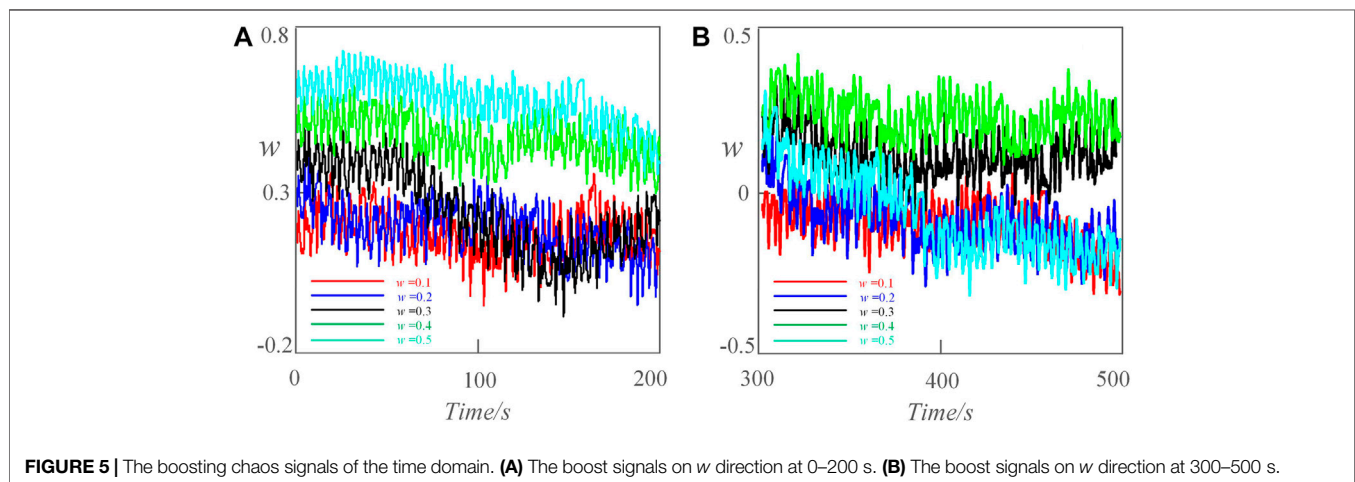 A
0.8
w
0.3
-0.2
w =0.1
w =0.2
w =0.3
w =0.4
w =0.5
0 100 200
Time/s
B
0.5
w
0
-0.5
w =0.1
w =0.2
w =0.3
w =0.4
w =0.5
300 400 500
Time/s
FIGURE 5 | The boosting chaos signals of the time domain. (A) The boost signals on w direction at 0–200 s. (B) The boost signals on w direction at 300–500 s.